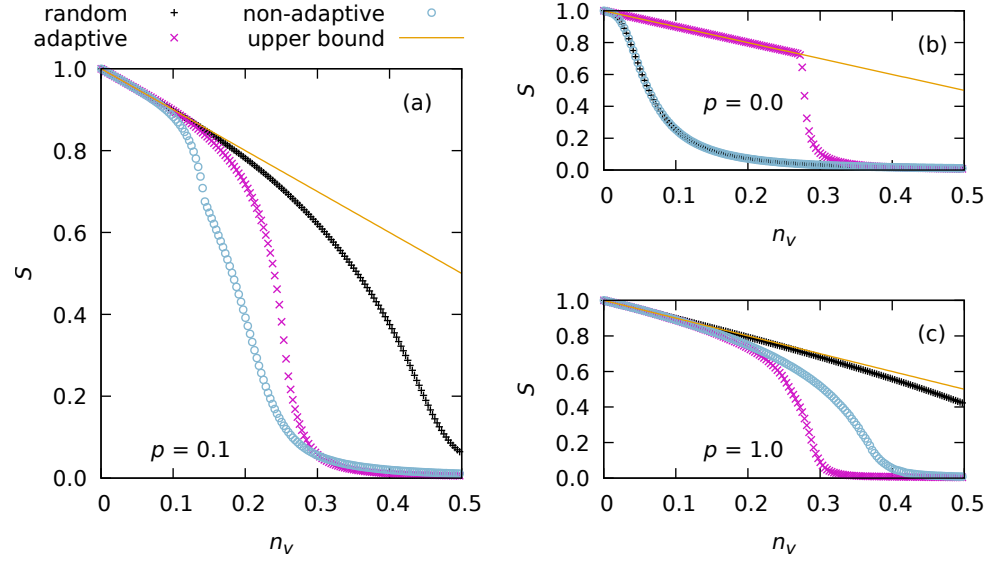 random + non-adaptive
adaptive × upper bound
(a)
S
1.0
0.8
0.6
0.4
0.2
0.0
p = 0.1
0.0 0.1 0.2 0.3 0.4 0.5
n_v
(b)
S
1.0
0.8
0.6
0.4
0.2
0.0
p = 0.0
0 0.1 0.2 0.3 0.4 0.5
n_v
(c)
S
1.0
0.8
0.6
0.4
0.2
0.0
p = 1.0
0.0 0.1 0.2 0.3 0.4 0.5
n_v